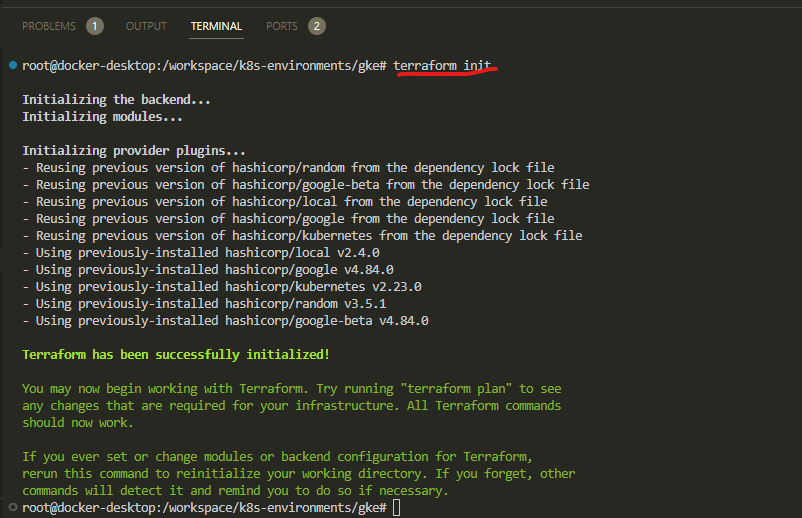 PROBLEMS 1 OUTPUT TERMINAL PORTS 2
root@docker-desktop:/workspace/k8s-environments/gke# terraform init
Initializing the backend...
Initializing modules...
Initializing provider plugins...
- Reusing previous version of hashicorp/random from the dependency lock file
- Reusing previous version of hashicorp/google-beta from the dependency lock file
- Reusing previous version of hashicorp/local from the dependency lock file
- Reusing previous version of hashicorp/google from the dependency lock file
- Reusing previous version of hashicorp/kubernetes from the dependency lock file
- Using previously-installed hashicorp/local v2.4.0
- Using previously-installed hashicorp/google v4.84.0
- Using previously-installed hashicorp/kubernetes v2.23.0
- Using previously-installed hashicorp/random v3.5.1
- Using previously-installed hashicorp/google-beta v4.84.0
Terraform has been successfully initialized!
You may now begin working with Terraform. Try running "terraform plan" to see
any changes that are required for your infrastructure. All Terraform commands
should now work.
If you ever set or change modules or backend configuration for Terraform,
rerun this command to reinitialize your working directory. If you forget, other
commands will detect it and remind you to do so if necessary.
root@docker-desktop:/workspace/k8s-environments/gke#